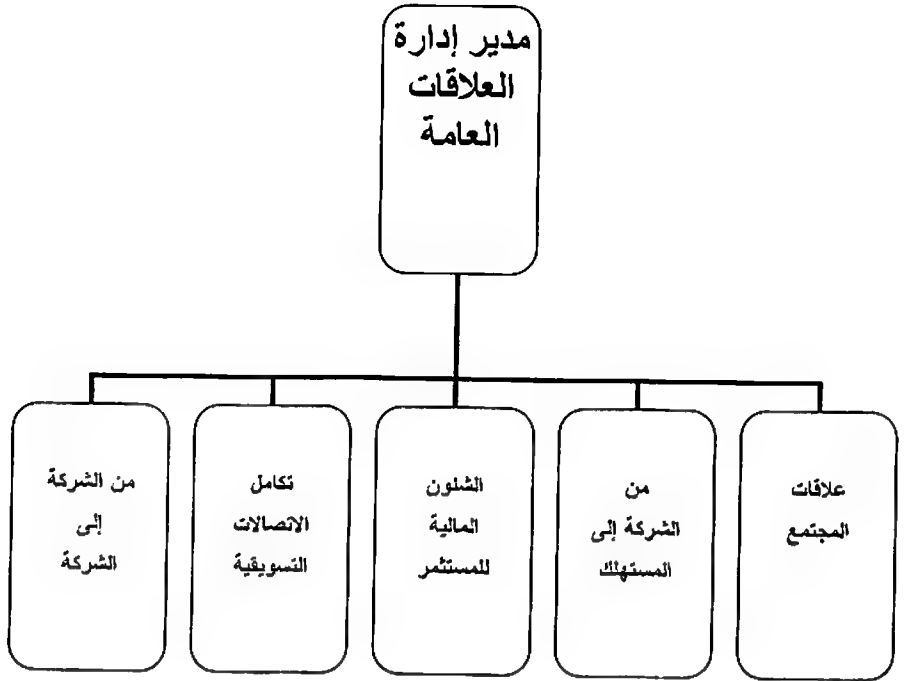 مدير إدارة
العلاقات
العامة
علاقات
المجتمع
من
الشركة إلى
المستهلك
الشئون
المالية
للمستثمر
تكامل
الاتصالات
التسويقية
من الشركة
إلى
الشركة